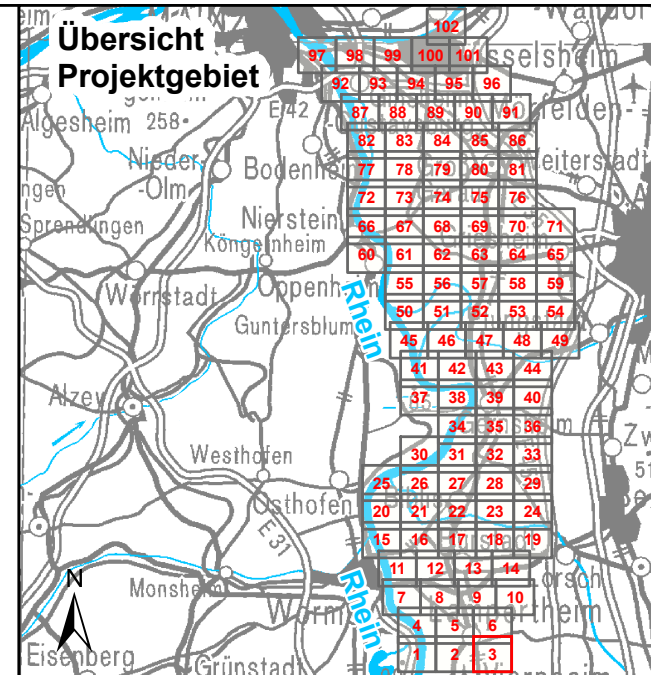 Übersicht
Projektgebiet
102
97 98 99 100 101
sselsheim
92 93 94 95 96
87 88 89 90 91
E 42
Algesheim 258
82 83 84 85 86
Nieder-
-Olm
Bodenheim
77 78 79 80 81
eiterstadt
72 73 74 75 76
Sprendlingen
Nierstein
Köngernheim
66 67 68 69 70 71
60 61 62 63 64 65
Wörrstadt
Oppenheim
Rhein
55 56 57 58 59
50 51 52 53 54
Guntersblum
45 46 47 48 49
41 42 43 44
Alzey
37 38 39 40
34 35 36
Westhofen
30 31 32 33
25 26 27 28 29
Osthofen
20 21 22 23 24
E 31
15 16 17 18 19
11 12 13 14
orsch
N
Monsheim
Rhein
7 8 9 10
Worms
4 5 6
Eisenberg
Grünstadt
1 2 3